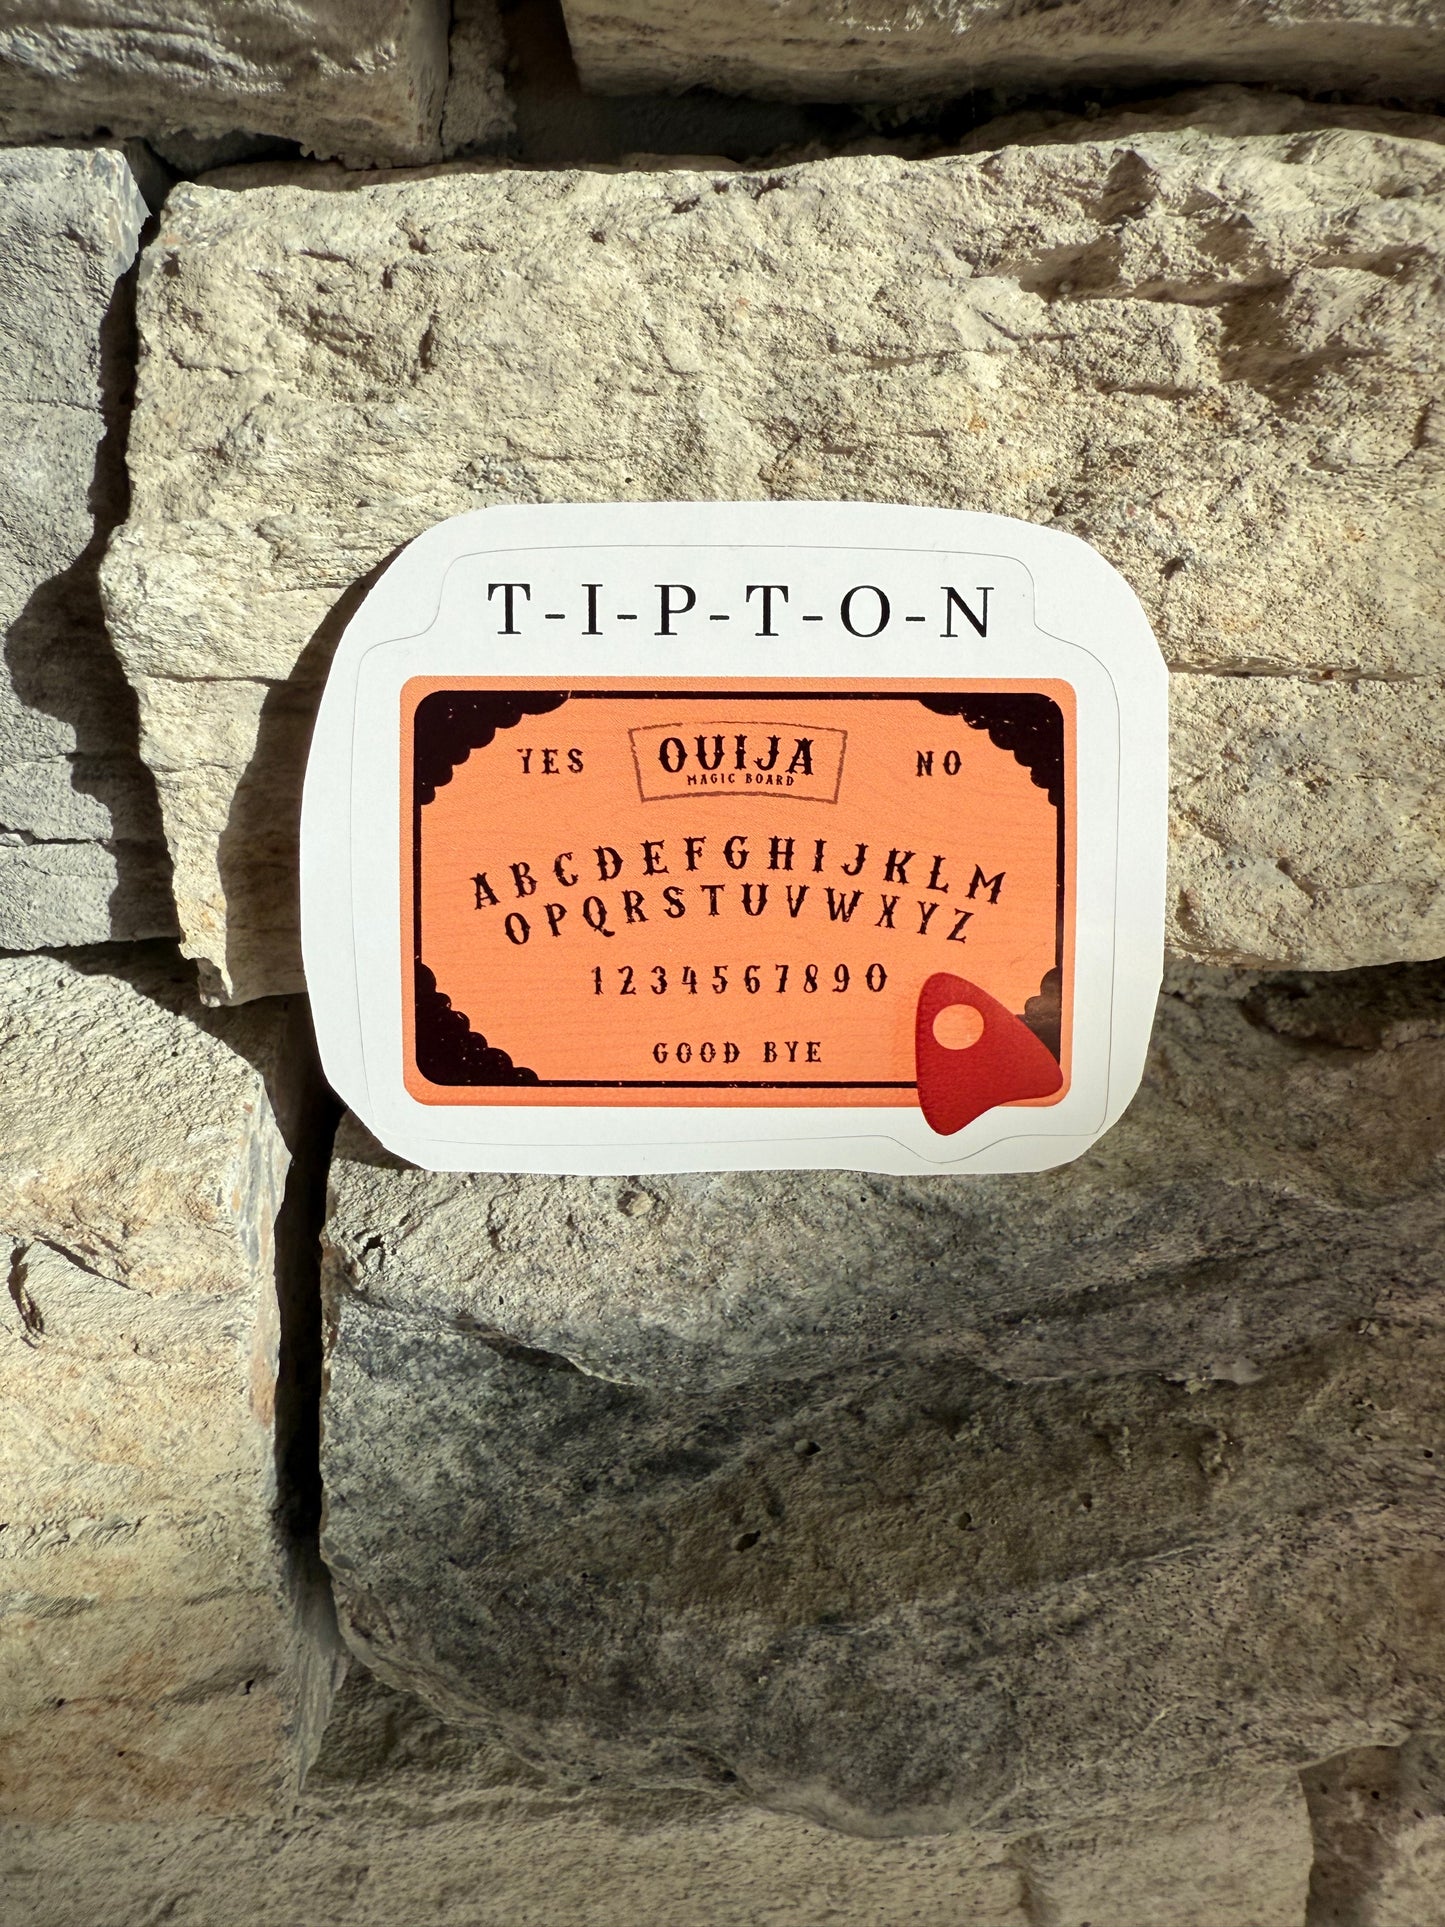 T-I-P-T-O-N
YES OUIJA NO
MAGIC BOARD
ABCDEFGHIJKLM
OPQRSTUVWXYZ
1234567890
GOOD BYE